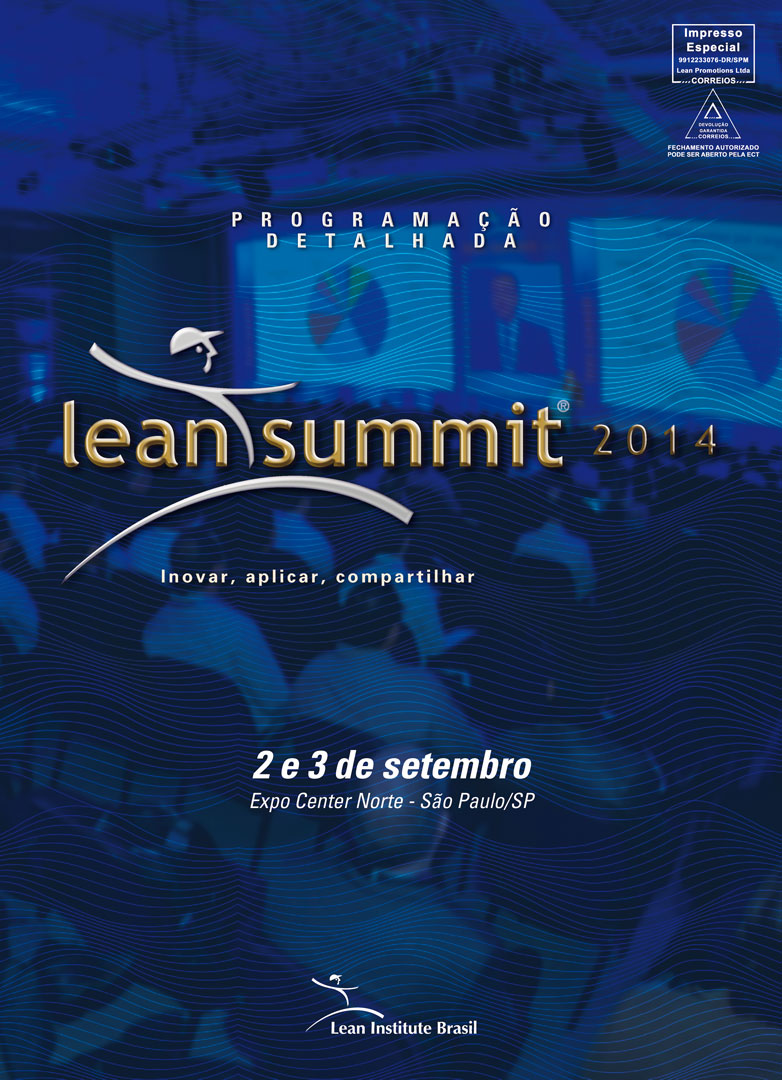 Impresso
Especial
9912233076-DR/SPM
Lean Promotions Ltda
...CORREIOS...
DEVOLUÇÃO
GARANTIDA
...CORREIOS...
FECHAMENTO AUTORIZADO
PODE SER ABERTO PELA ECT
PROGRAMAÇÃO
DETALHADA
lean summit® 2014
Inovar, aplicar, compartilhar
2 e 3 de setembro
Expo Center Norte - São Paulo/SP
Lean Institute Brasil